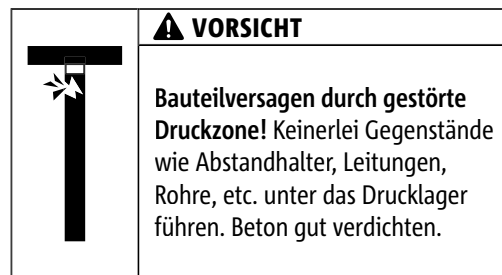 VORSICHT
Bauteilversagen durch gestörte
Druckzone! Keinerlei Gegenstände
wie Abstandhalter, Leitungen,
Rohre, etc. unter das Drucklager
führen. Beton gut verdichten.